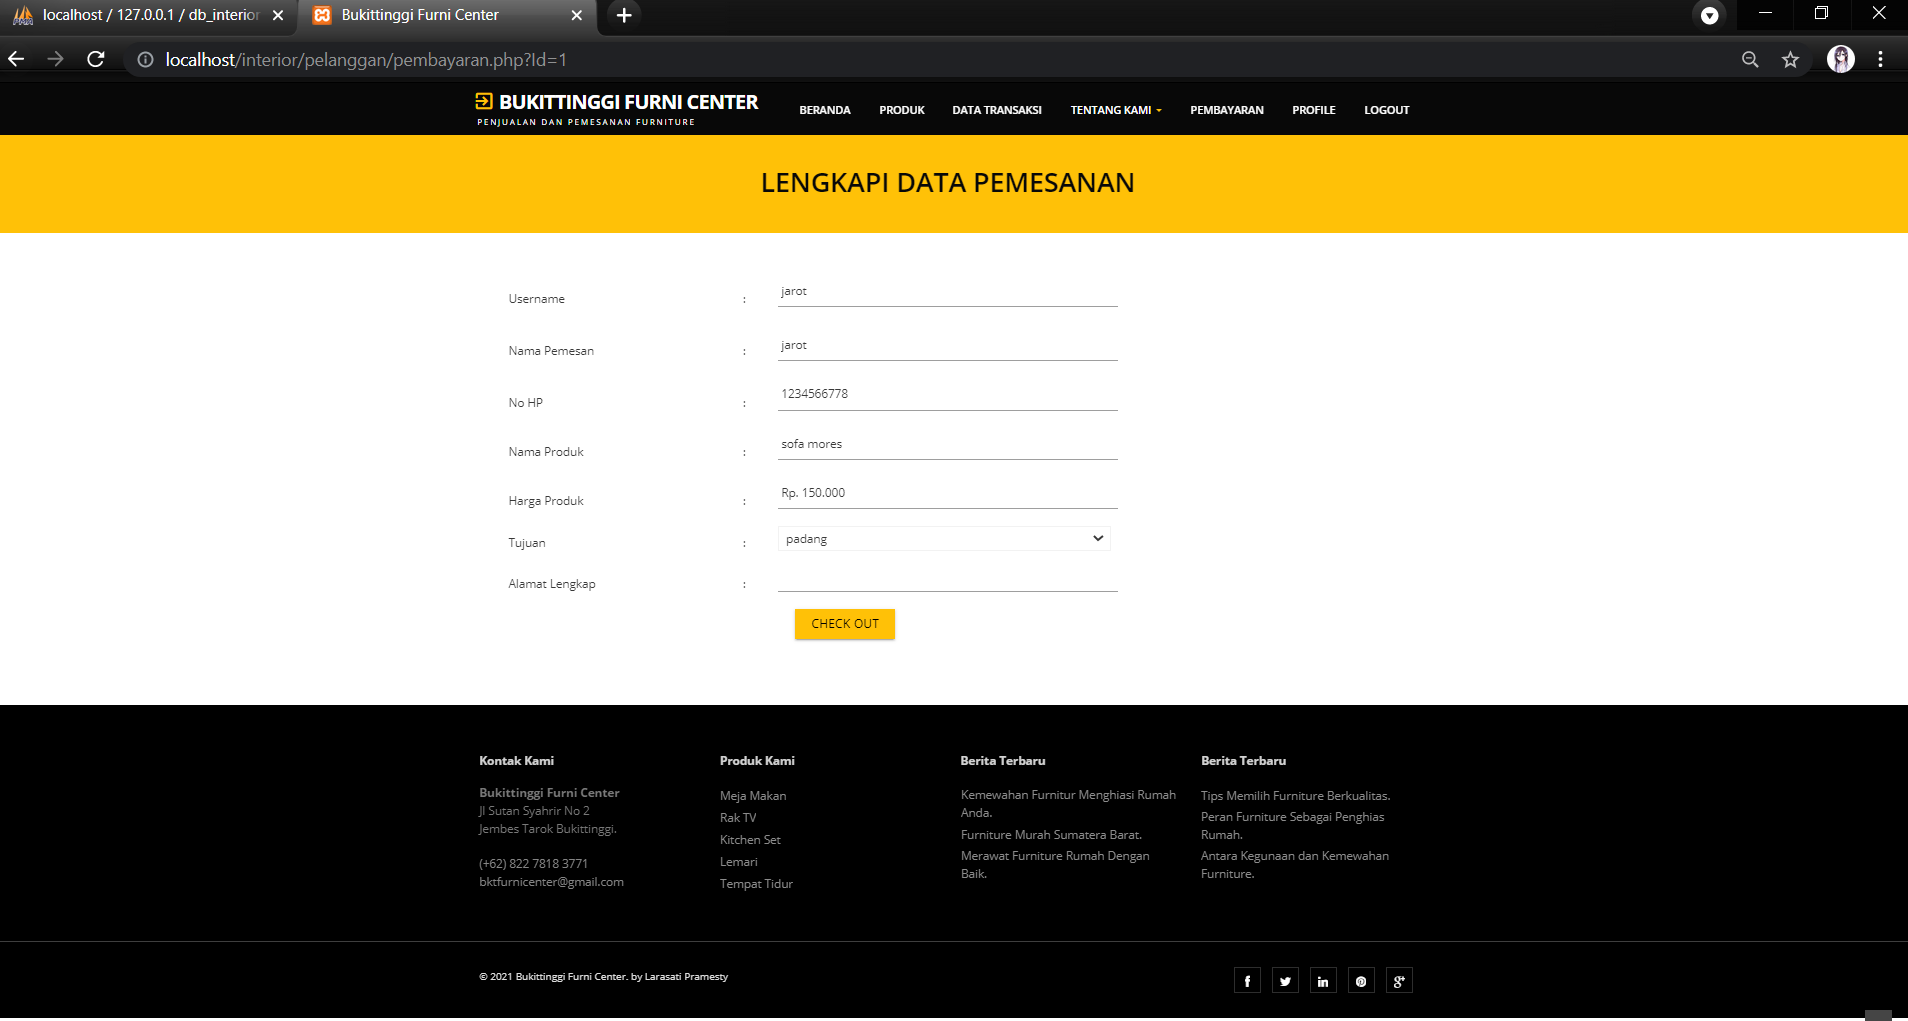 localhost / 127.0.0.1 / db_interior
Bukittinggi Furni Center
localhost/interior/pelanggan/pembayaran.php?Id=1
BUKITTINGGI FURNI CENTER
PENJUALAN DAN PEMESANAN FURNITURE
BERANDA PRODUK DATA TRANSAKSI TENTANG KAMI PEMBAYARAN PROFILE LOGOUT
LENGKAPI DATA PEMESANAN
Username : jarot
Nama Pemesan : jarot
No HP : 1234566778
Nama Produk : sofa mores
Harga Produk : Rp. 150.000
Tujuan : padang
Alamat Lengkap :
CHECK OUT
Kontak Kami
Bukittinggi Furni Center
Jl Sutan Syahrir No 2
Jembes Tarok Bukittinggi.
(+62) 822 7818 3771
bktfurnicenter@gmail.com
Produk Kami
Meja Makan
Rak TV
Kitchen Set
Lemari
Tempat Tidur
Berita Terbaru
Kemewahan Furnitur Menghiasi Rumah
Anda.
Furniture Murah Sumatera Barat.
Merawat Furniture Rumah Dengan
Baik.
Berita Terbaru
Tips Memilih Furniture Berkualitas.
Peran Furniture Sebagai Penghias
Rumah.
Antara Kegunaan dan Kemewahan
Furniture.
© 2021 Bukittinggi Furni Center. by Larasati Pramesty